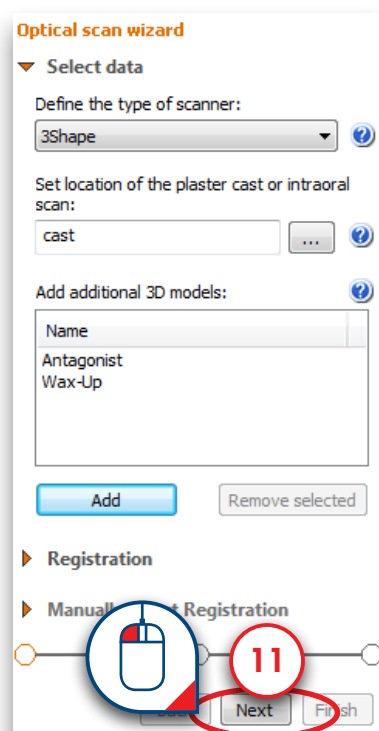 Optical scan wizard
Select data
Define the type of scanner:
3Shape
Set location of the plaster cast or intraoral
scan:
cast
...
Add additional 3D models:
Name
Antagonist
Wax-Up
Add
Remove selected
Registration
Registration
11
Next
Finish